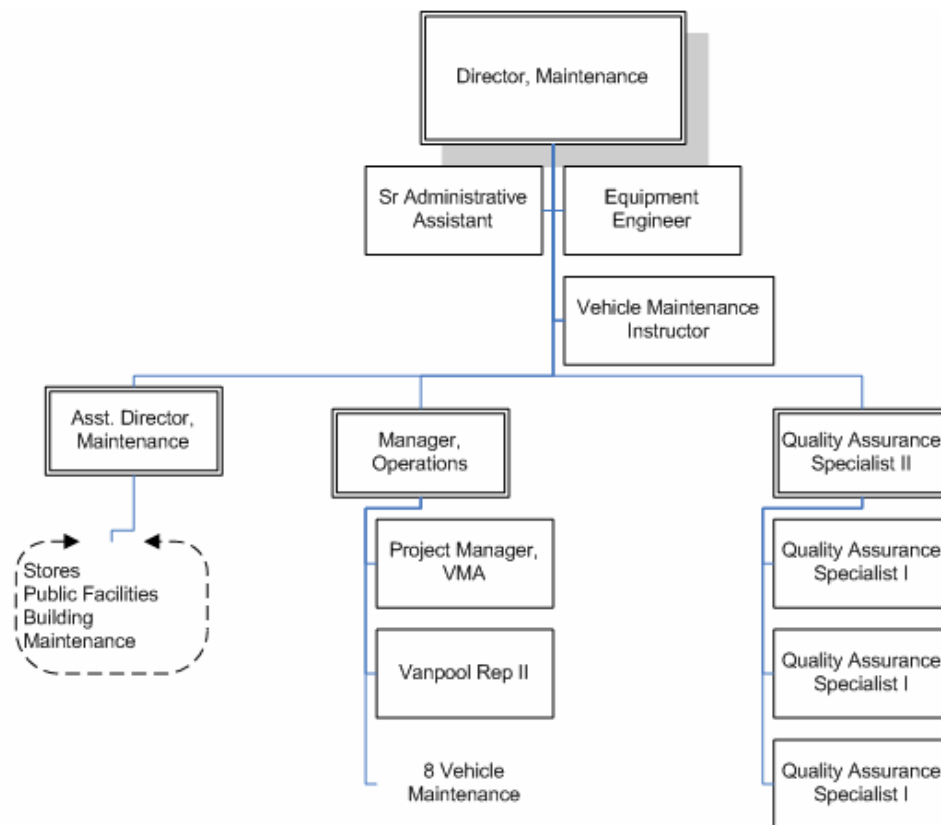 Director, Maintenance
Sr Administrative
Assistant
Equipment
Engineer
Vehicle Maintenance
Instructor
Asst. Director,
Maintenance
Manager,
Operations
Quality Assurance
Specialist II
Stores
Public Facilities
Building
Maintenance
Project Manager,
VMA
Vanpool Rep II
8 Vehicle
Maintenance
Quality Assurance
Specialist I
Quality Assurance
Specialist I
Quality Assurance
Specialist I